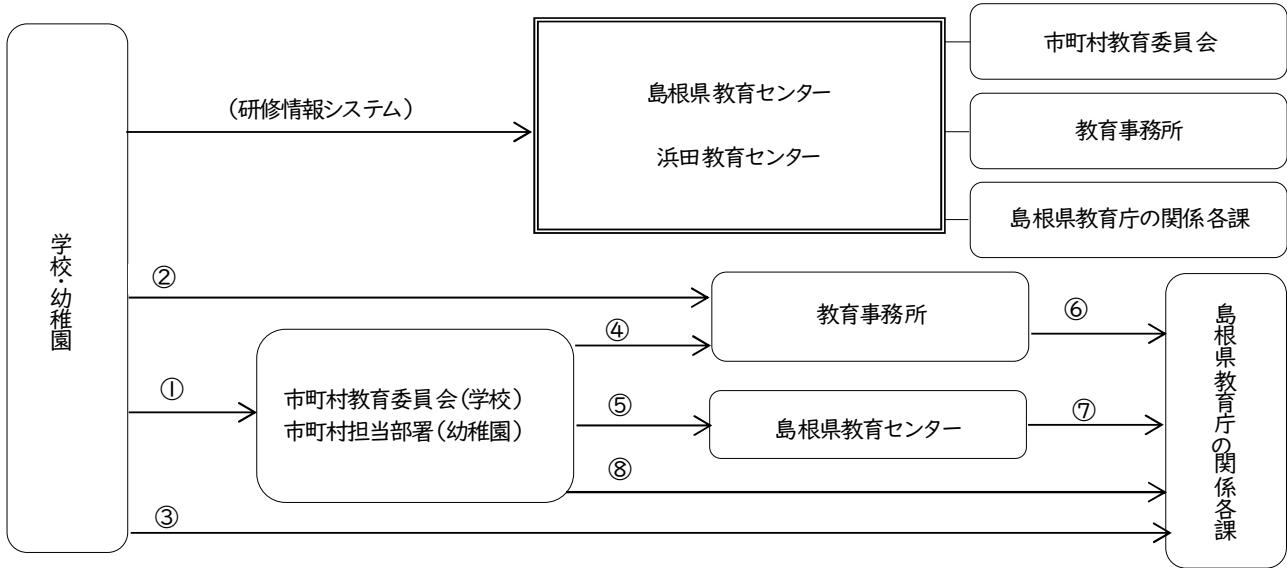 学校・幼稚園
（研修情報システム）
島根県教育センター
浜田教育センター
市町村教育委員会
教育事務所
島根県教育庁の関係各課
②
教育事務所
⑥
④
①
市町村教育委員会（学校）
市町村担当部署（幼稚園）
⑤
島根県教育センター
⑦
⑧
③
島根県教育庁の関係各課